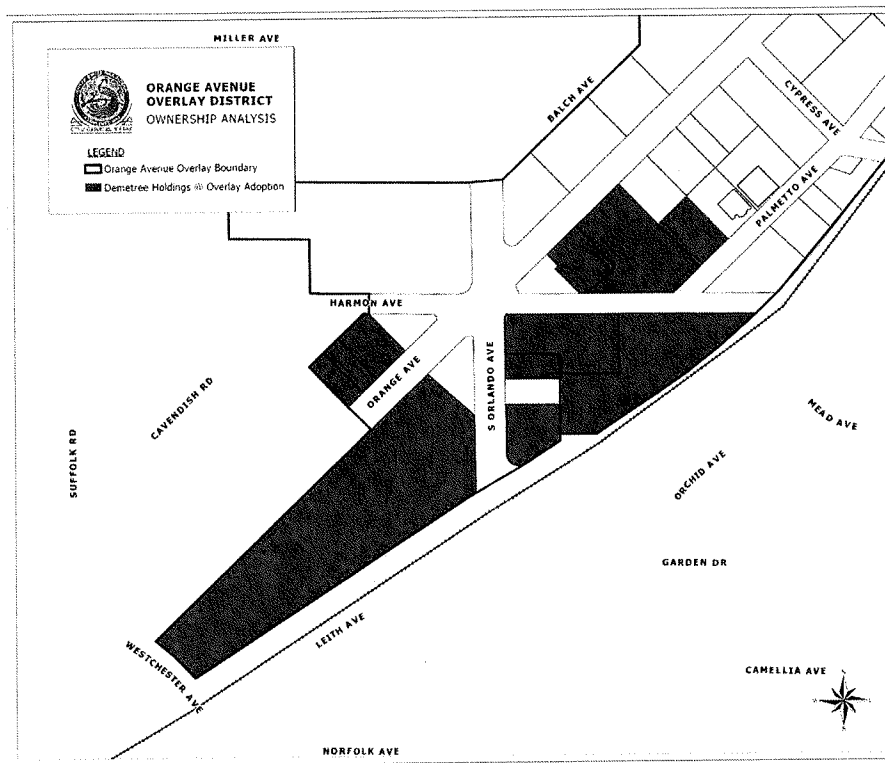 MILLER AVE
ORANGE AVENUE
OVERLAY DISTRICT
OWNERSHIP ANALYSIS
LEGEND
Orange Avenue Overlay Boundary
Demetree Holdings @ Overlay Adoption
BALCH AVE
CYPRESS AVE
PALMETTO AVE
HARMON AVE
ORANGE AVE
S ORLANDO AVE
CAVENDISH RD
SUFFOLK RD
MEAD AVE
ORCHID AVE
GARDEN DR
LEITH AVE
WESTCHESTER AVE
CAMELLIA AVE
NORFOLK AVE